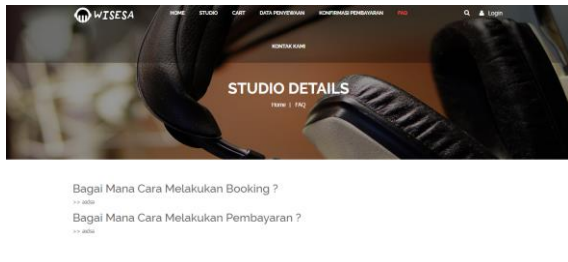 WISESA
HOME STUDIO CART DATA PENYEWAAN KONFIRMASI PEMBAYARAN FAQ Login
KONTAK KAMI
STUDIO DETAILS
Home | FAQ
Bagai Mana Cara Melakukan Booking ?
Bagai Mana Cara Melakukan Pembayaran ?